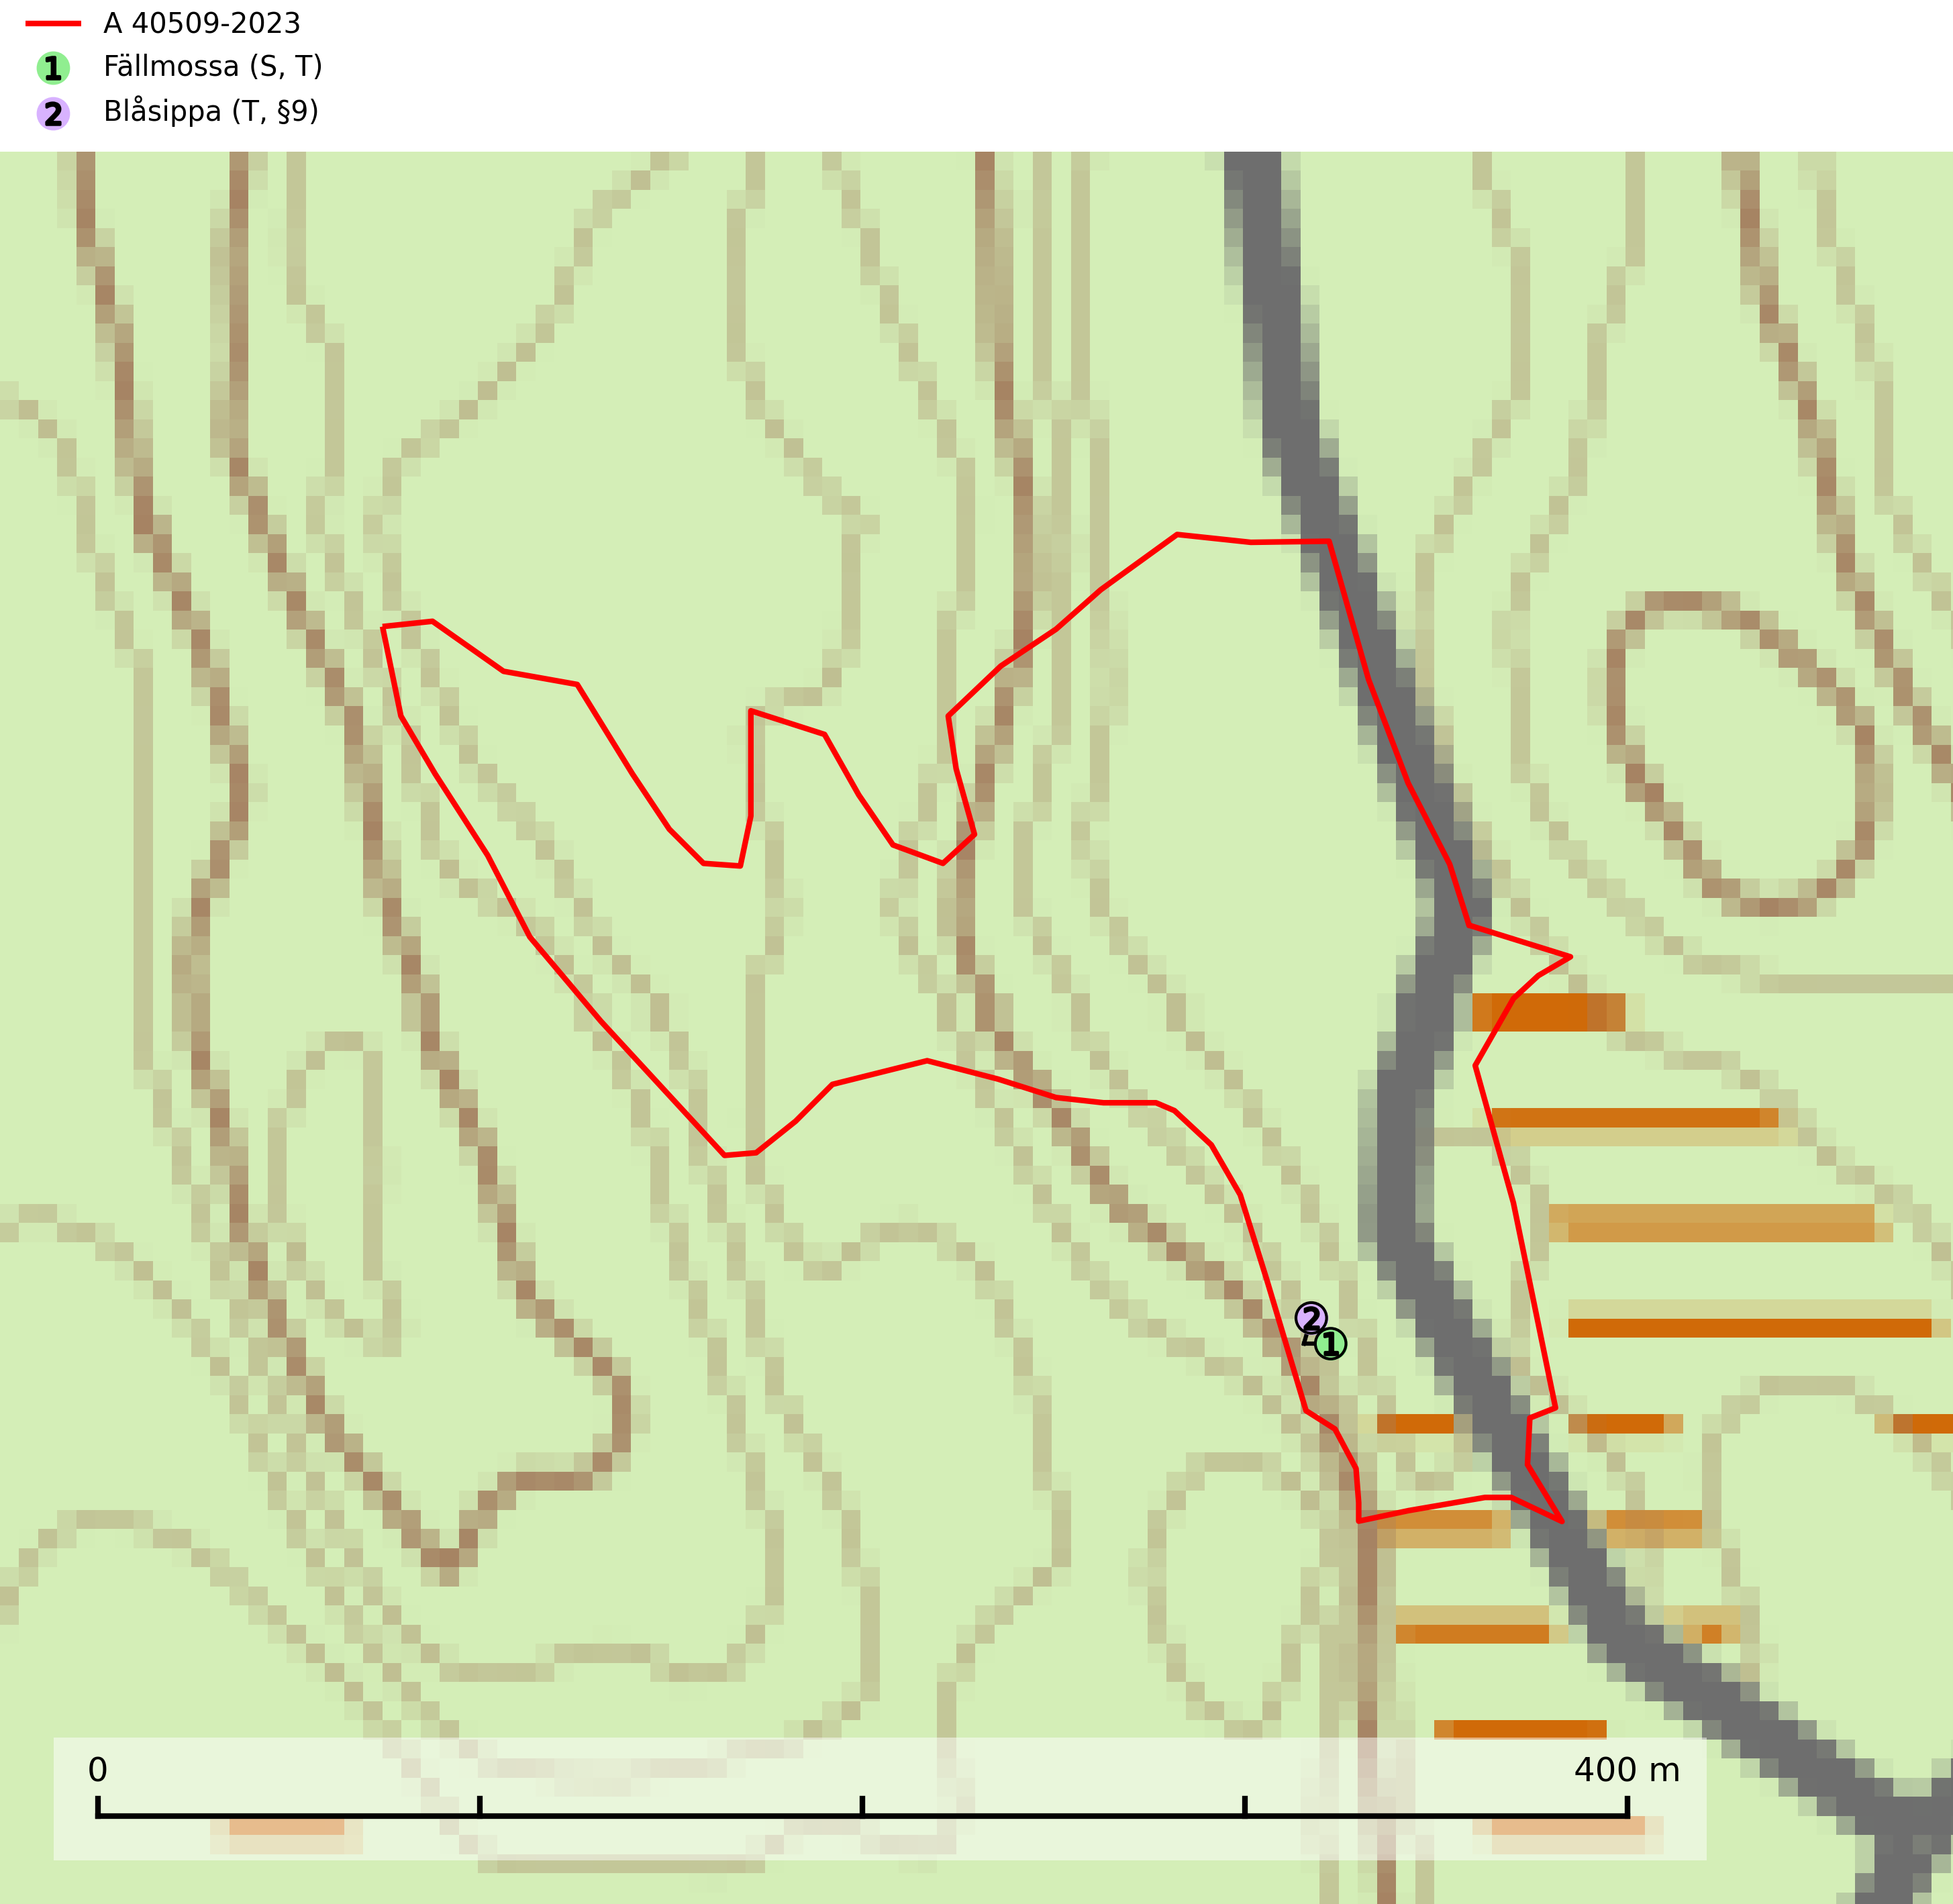 A 40509-2023
1 Fällmossa (S, T)
2 Blåsippa (T, §9)
2
1
0 400 m